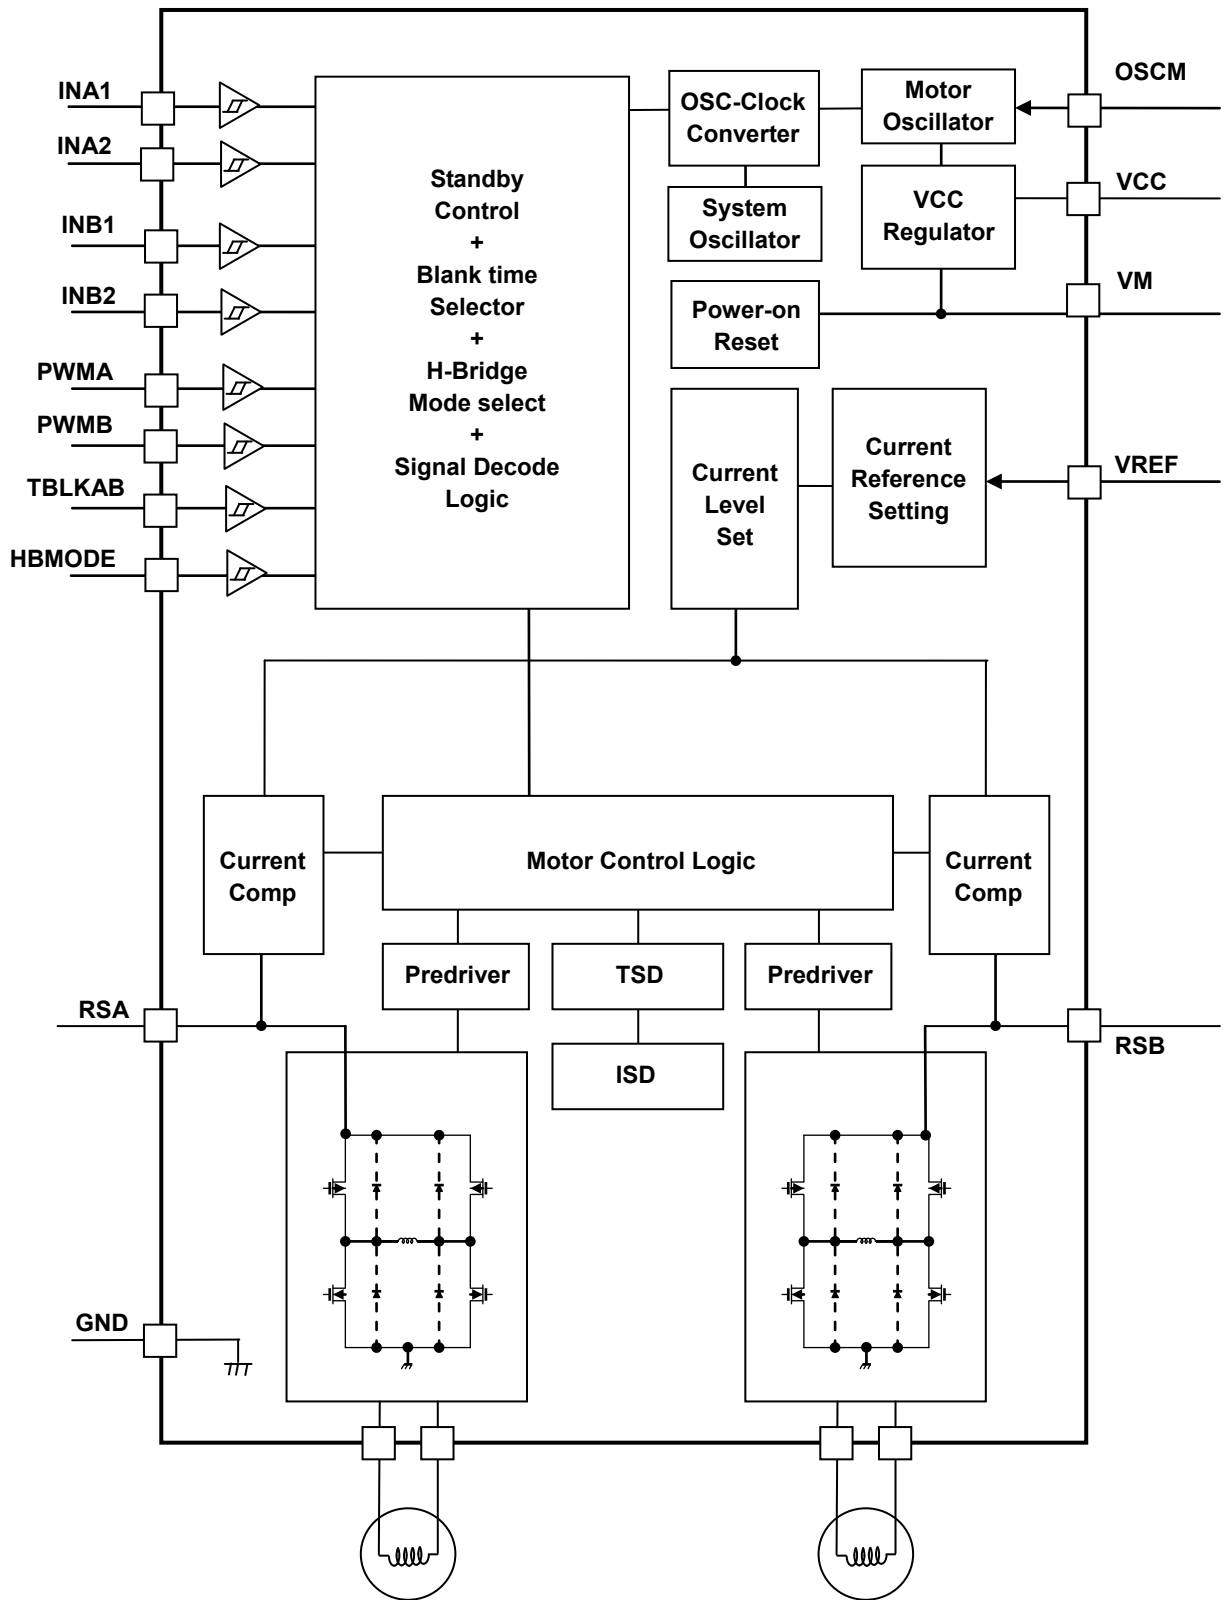 INA1
INA2
INB1
INB2
PWMA
PWMB
TBLKAB
HBMODE
Standby
Control
+
Blank time
Selector
+
H-Bridge
Mode select
+
Signal Decode
Logic
OSC-Clock
Converter
Motor
Oscillator
OSCM
System
Oscillator
VCC
Regulator
VCC
Power-on
Reset
VM
Current
Level
Set
Current
Reference
Setting
VREF
Current
Comp
Motor Control Logic
Current
Comp
Predriver
TSD
Predriver
RSA
ISD
RSB
GND